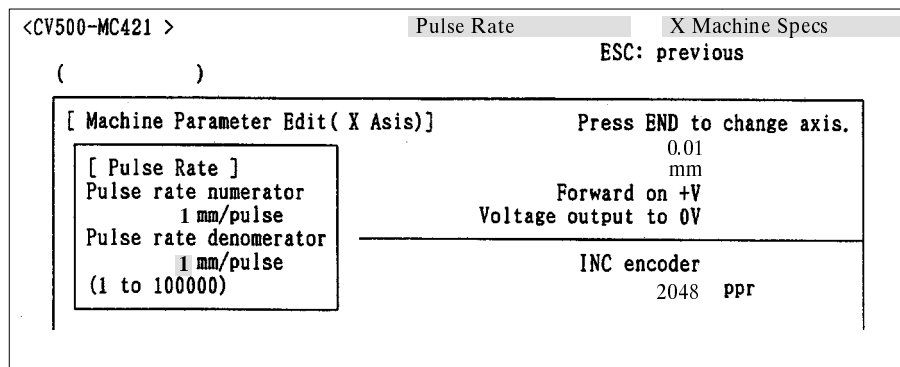 <CV500-MC421 > Pulse Rate X Machine Specs
ESC: previous
( )
[ Machine Parameter Edit( X Asis)] Press END to change axis.
0.01
[ Pulse Rate ] mm
Pulse rate numerator Forward on +V
1 mm/pulse Voltage output to 0V
Pulse rate denomerator
1 mm/pulse INC encoder
(1 to 100000) 2048 ppr